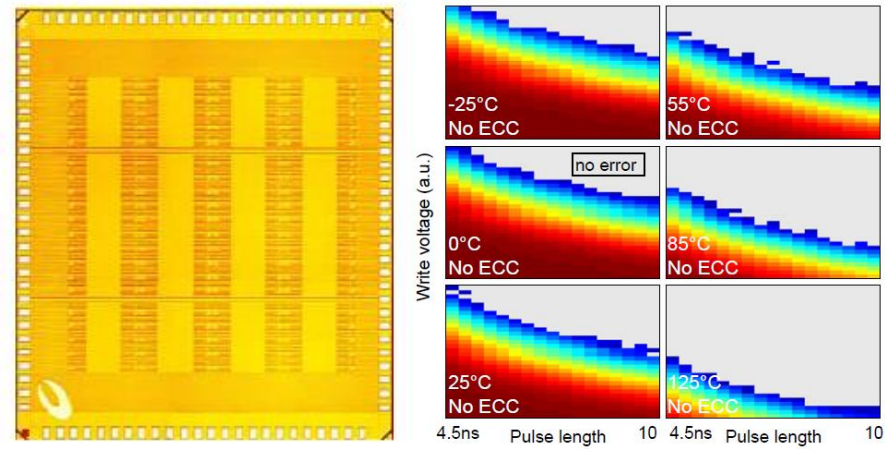 Write voltage (a.u.)
-25°C
No ECC
55°C
No ECC
no error
0°C
No ECC
85°C
No ECC
25°C
No ECC
125°C
No ECC
4.5ns Pulse length 10
4.5ns Pulse length 10